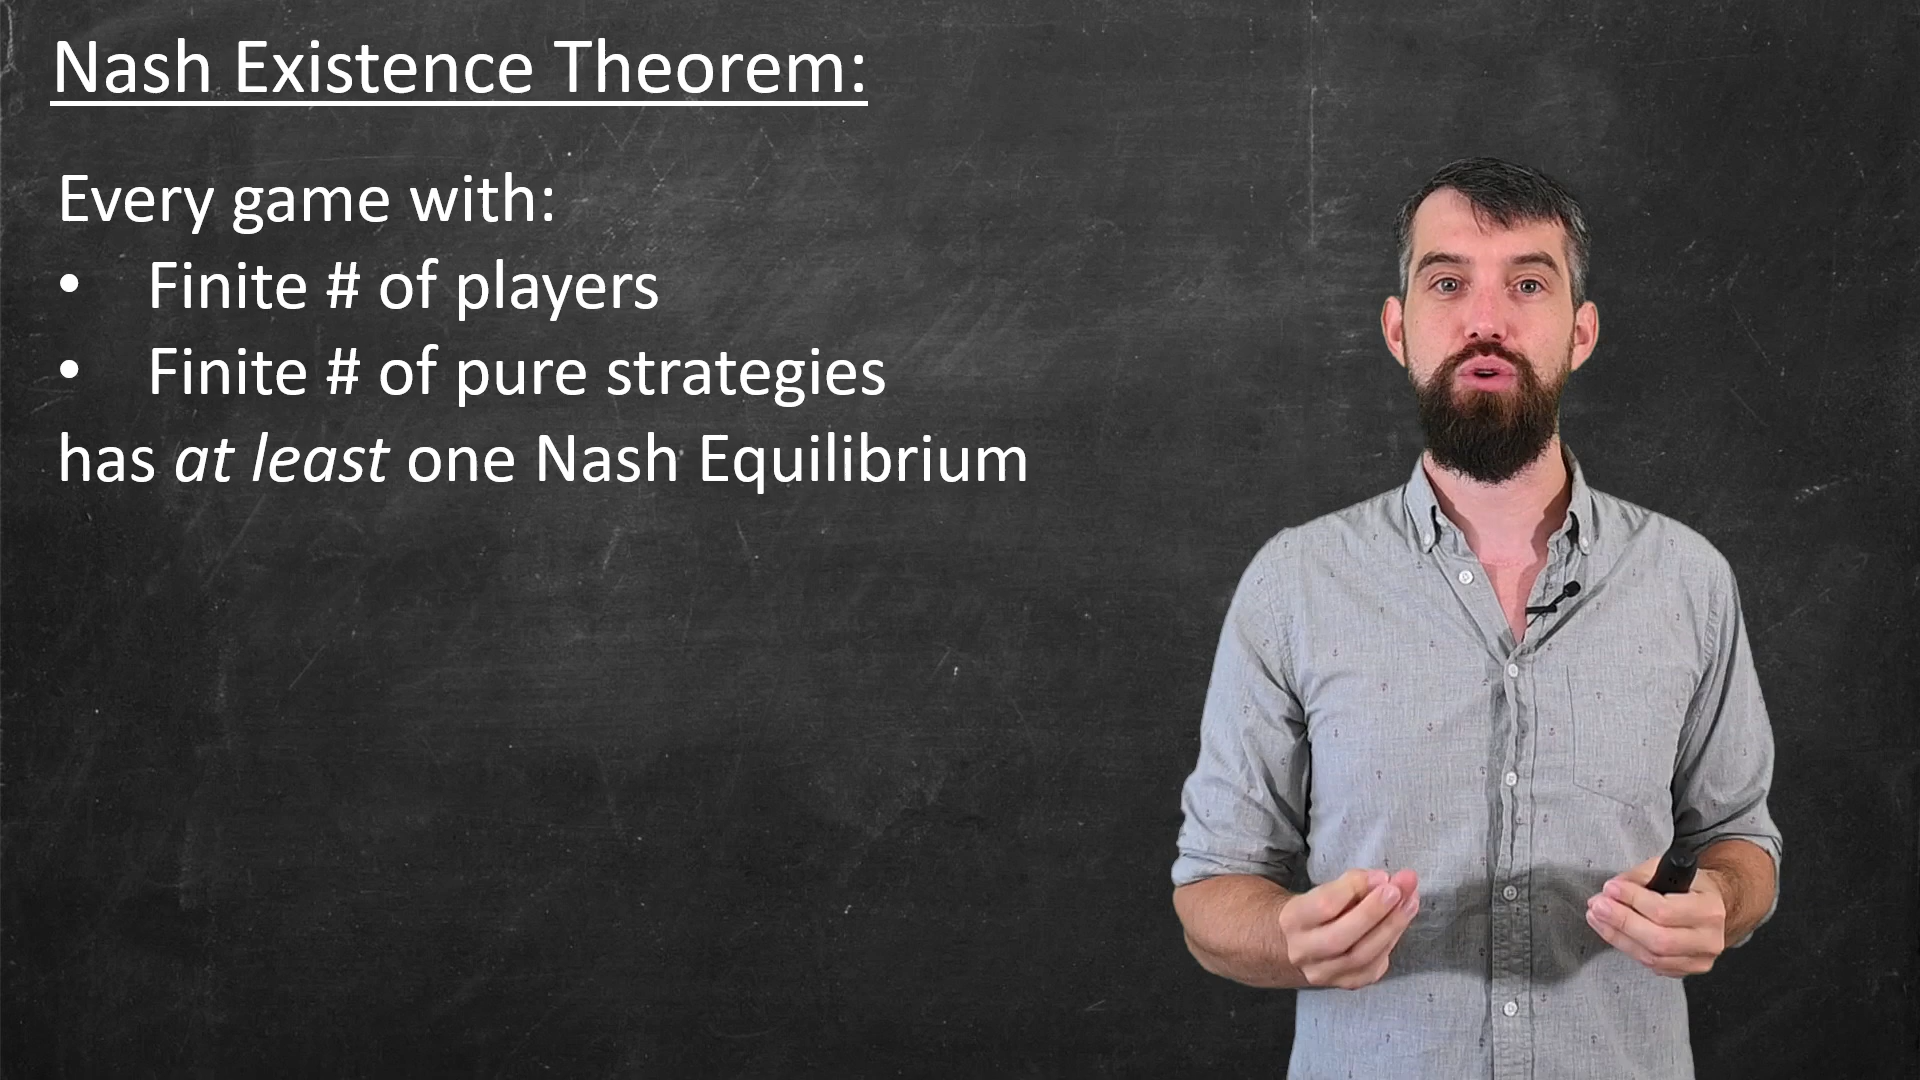 Nash Existence Theorem:
Every game with:
• Finite # of players
• Finite # of pure strategies
has at least one Nash Equilibrium